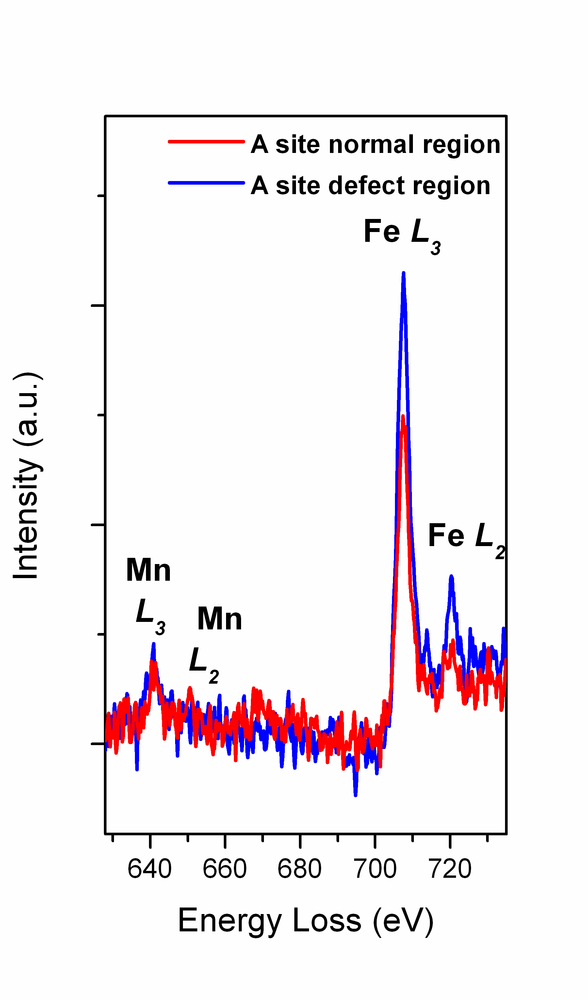 A site normal region
A site defect region
Fe L3
Fe L2
Mn
L3
Mn
L2
Intensity (a.u.)
640 660 680 700 720
Energy Loss (eV)